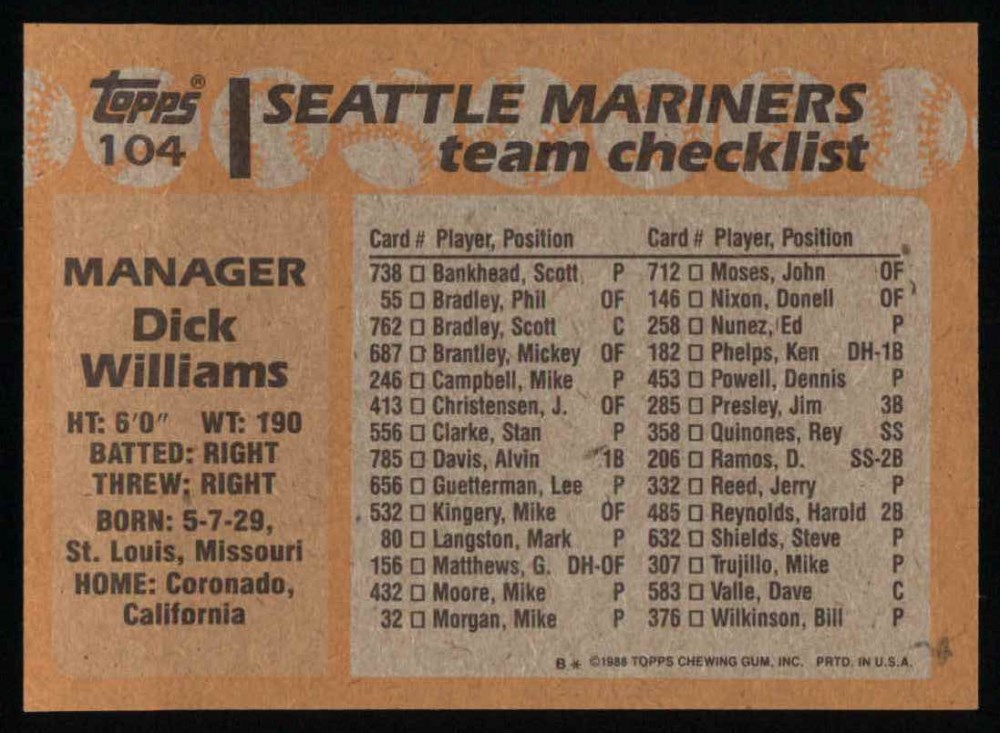 Topps®
104
SEATTLE MARINERS
team checklist
MANAGER
Dick
Williams
HT: 6'0" WT: 190
BATTED: RIGHT
THREW: RIGHT
BORN: 5-7-29,
St. Louis, Missouri
HOME: Coronado,
California
Card # Player, Position
738 □ Bankhead, Scott P
55 □ Bradley, Phil OF
762 □ Bradley, Scott C
687 □ Brantley, Mickey OF
246 □ Campbell, Mike P
413 □ Christensen, J. OF
556 □ Clarke, Stan P
785 □ Davis, Alvin 1B
656 □ Guetterman, Lee P
532 □ Kingery, Mike OF
80 □ Langston, Mark P
156 □ Matthews, G. DH-OF
432 □ Moore, Mike P
32 □ Morgan, Mike P
Card # Player, Position
712 □ Moses, John OF
146 □ Nixon, Donell OF
258 □ Nunez, Ed P
182 □ Phelps, Ken DH-1B
453 □ Powell, Dennis P
285 □ Presley, Jim 3B
358 □ Quinones, Rey SS
206 □ Ramos, D. SS-2B
332 □ Reed, Jerry P
485 □ Reynolds, Harold 2B
632 □ Shields, Steve P
307 □ Trujillo, Mike P
583 □ Valle, Dave C
376 □ Wilkinson, Bill P
B* ©1988 TOPPS CHEWING GUM, INC. PRTD. IN U.S.A.